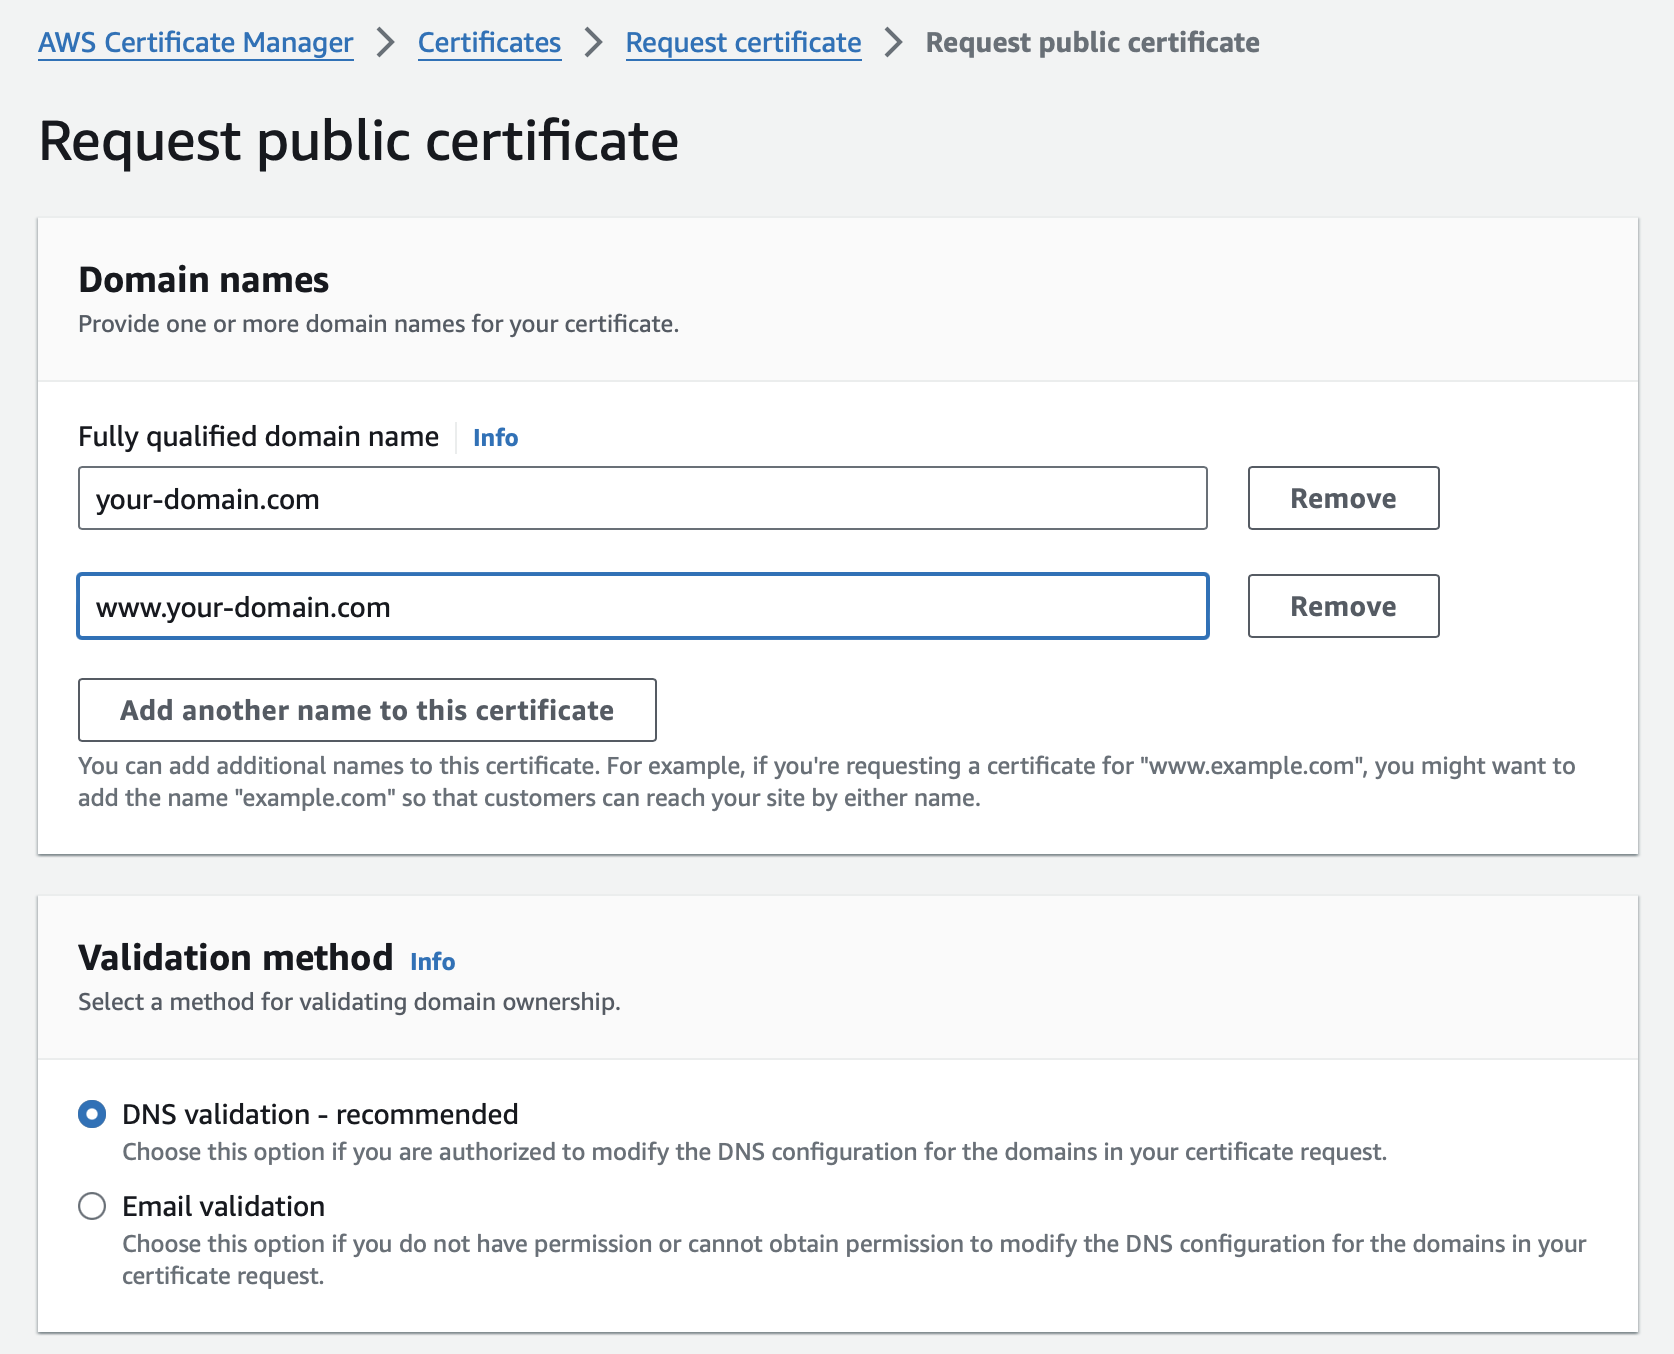 AWS Certificate Manager > Certificates > Request certificate > Request public certificate
Request public certificate
Domain names
Provide one or more domain names for your certificate.
Fully qualified domain name Info
your-domain.com Remove
www.your-domain.com Remove
Add another name to this certificate
You can add additional names to this certificate. For example, if you're requesting a certificate for "www.example.com", you might want to
add the name "example.com" so that customers can reach your site by either name.
Validation method Info
Select a method for validating domain ownership.
DNS validation - recommended
Choose this option if you are authorized to modify the DNS configuration for the domains in your certificate request.
Email validation
Choose this option if you do not have permission or cannot obtain permission to modify the DNS configuration for the domains in your
certificate request.